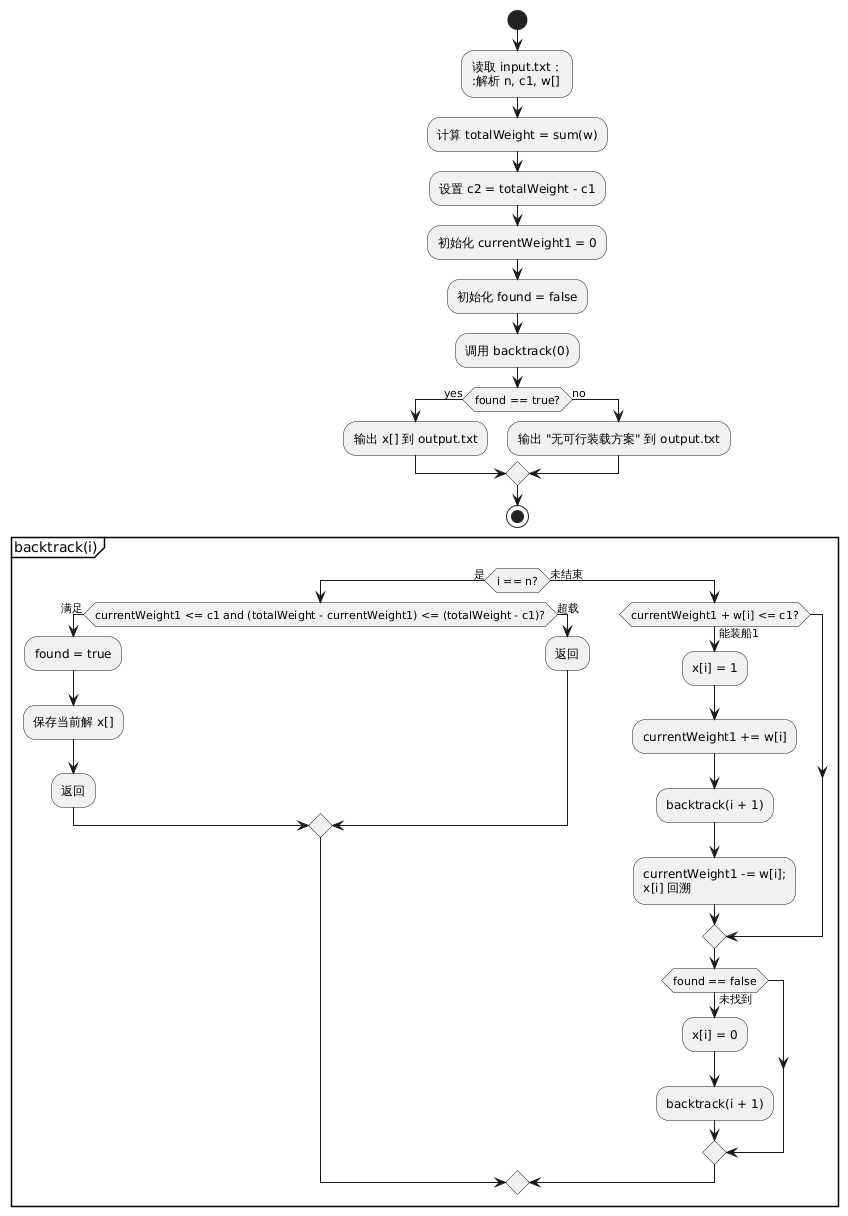 读取 input.txt ;
:解析 n, c1, w[]
计算 totalWeight = sum(w)
设置 c2 = totalWeight - c1
初始化 currentWeight1 = 0
初始化 found = false
调用 backtrack(0)
yes
found == true?
no
输出 x[] 到 output.txt
输出 "无可行装载方案" 到 output.txt
backtrack(i)
是
i == n?
未结束
满足
currentWeight1 <= c1 and (totalWeight - currentWeight1) <= (totalWeight - c1)?
超载
found = true
保存当前解 x[]
返回
返回
currentWeight1 + w[i] <= c1?
能装船1
x[i] = 1
currentWeight1 += w[i]
backtrack(i + 1)
currentWeight1 -= w[i];
x[i] 回溯
found == false
未找到
x[i] = 0
backtrack(i + 1)